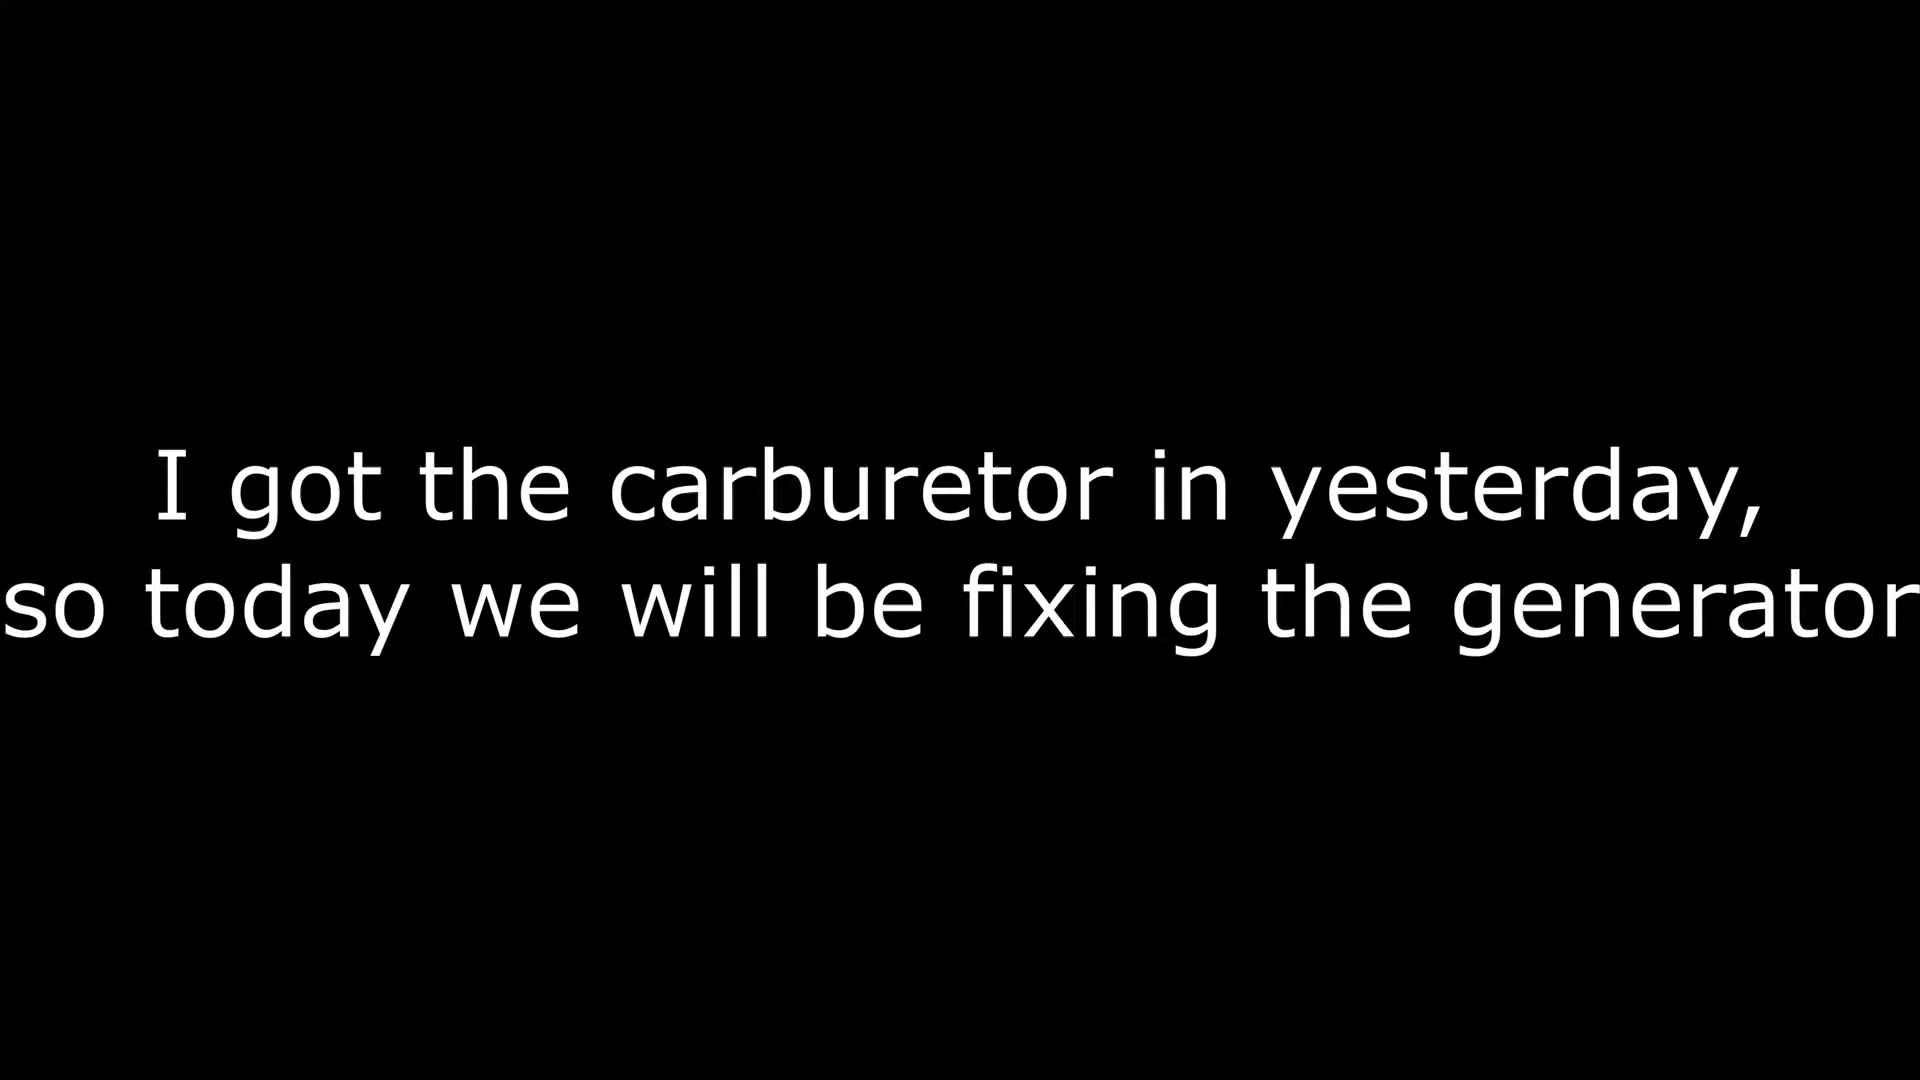 I got the carburetor in yesterday,
so today we will be fixing the generator